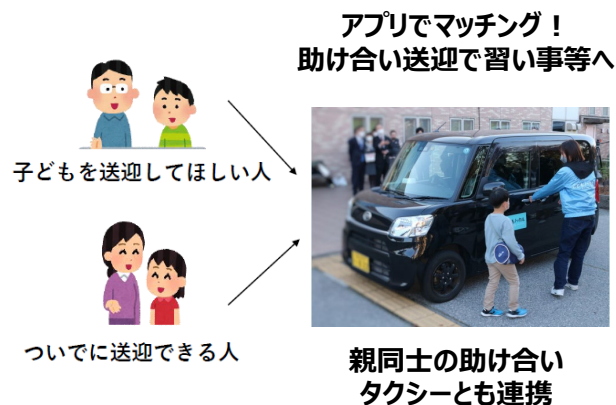 アプリでマッチング！
助け合い送迎で習い事等へ
子どもを送迎してほしい人
ついでに送迎できる人
親同士の助け合い
タクシーとも連携